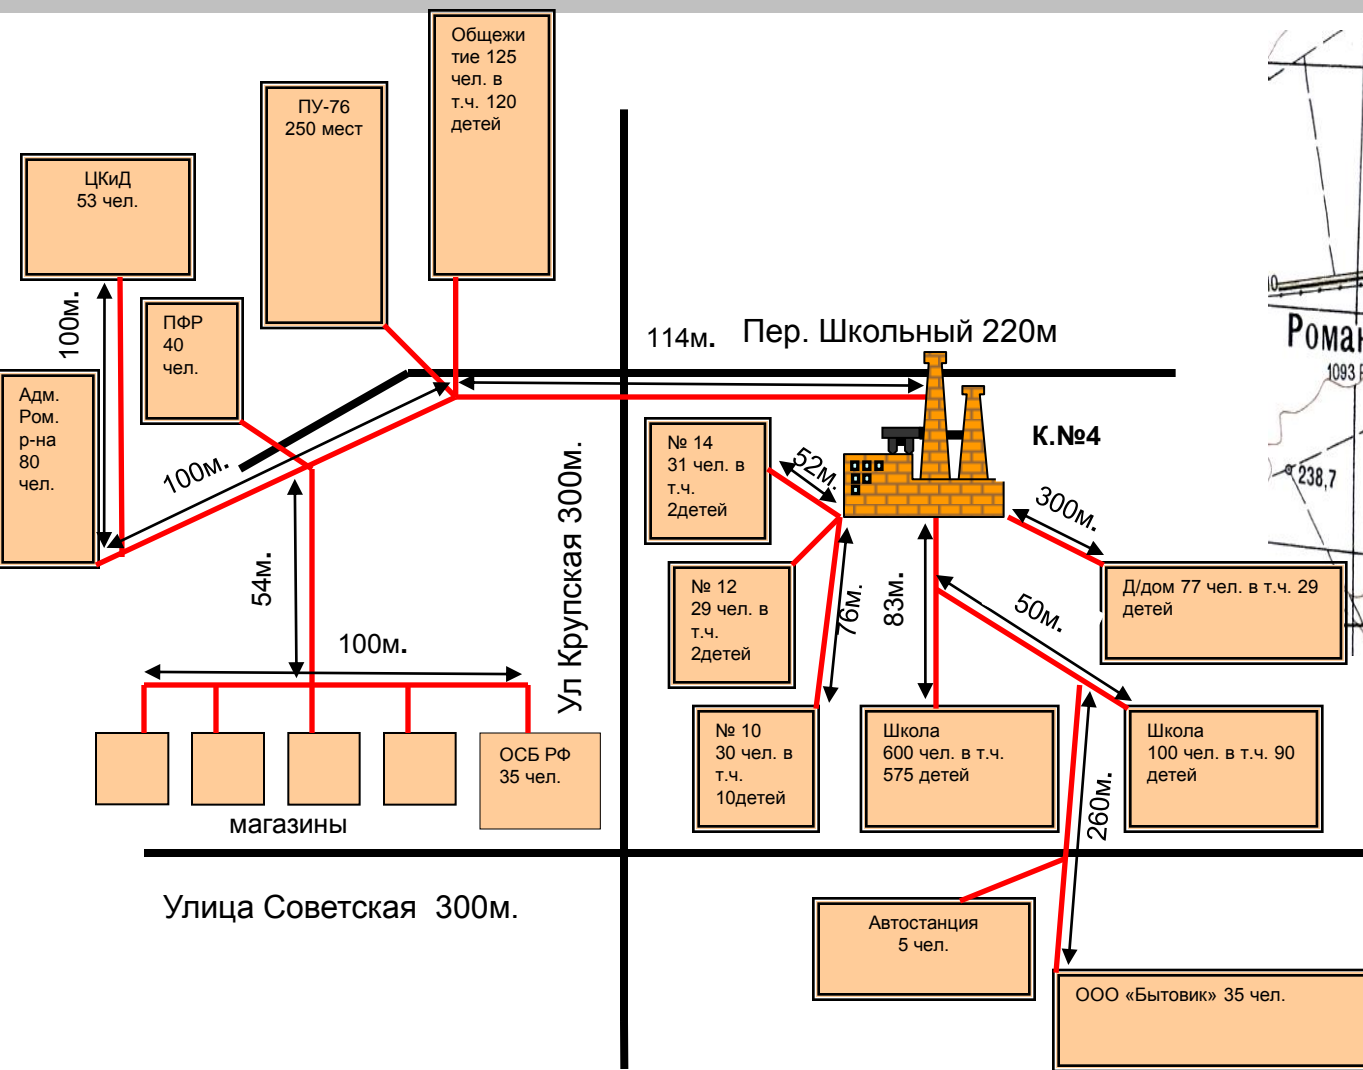 Общежи
тие 125
чел. в
т.ч. 120
детей
ПУ-76
250 мест
ЦКиД
53 чел.
100м.
ПФР
40
чел.
Адм.
Ром.
р-на
80
чел.
100м.
54м.
100м.
ОСБ РФ
35 чел.
магазины
Улица Советская 300м.
Ул Крупская 300м.
114м. Пер. Школьный 220м
К.№4
№ 14
31 чел. в
т.ч.
2детей
52м.
№ 12
29 чел. в
т.ч.
2детей
76м.
83м.
50м.
300м.
Д/дом 77 чел. в т.ч. 29
детей
№ 10
30 чел. в
т.ч.
10детей
Школа
600 чел. в т.ч.
575 детей
Школа
100 чел. в т.ч. 90
детей
260м.
Автостанция
5 чел.
ООО «Бытовик» 35 чел.
1093
238,7